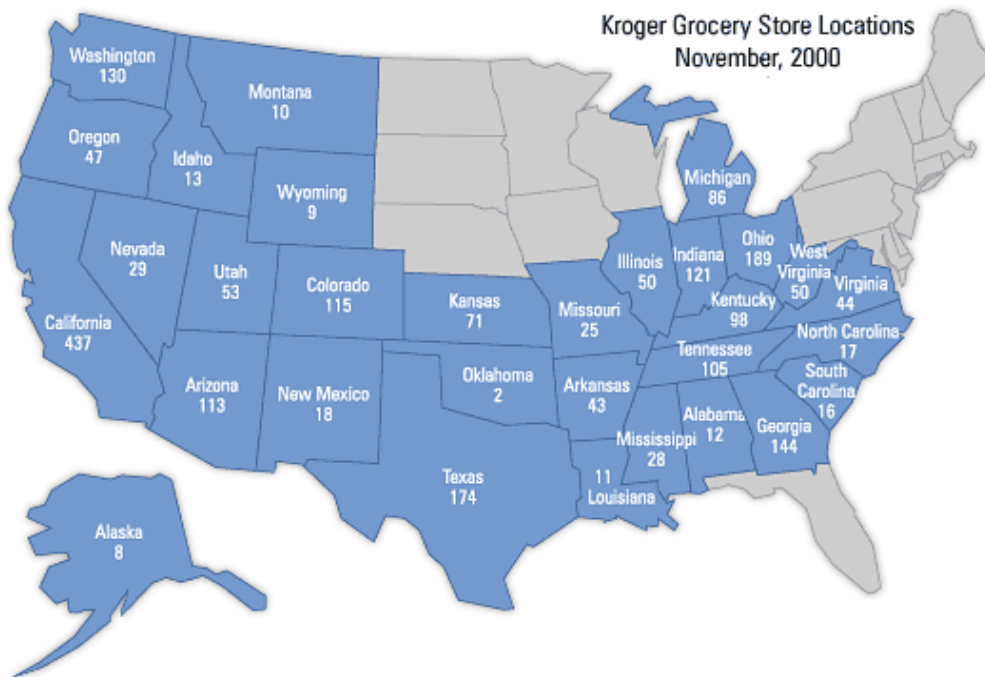 Kroger Grocery Store Locations
November, 2000
Washington
130
Montana
10
Oregon
47
Idaho
13
Wyoming
9
Michigan
86
Nevada
29
Utah
53
Colorado
115
Kansas
71
Missouri
25
Illinois
50
Indiana
121
Ohio
189
West
Virginia
50
Virginia
44
Kentucky
98
California
437
Arizona
113
New Mexico
18
Oklahoma
2
Arkansas
43
Tennessee
105
North Carolina
17
South
Carolina
16
Mississippi
28
Alabama
12
Georgia
144
Texas
174
11
Louisiana
Alaska
8